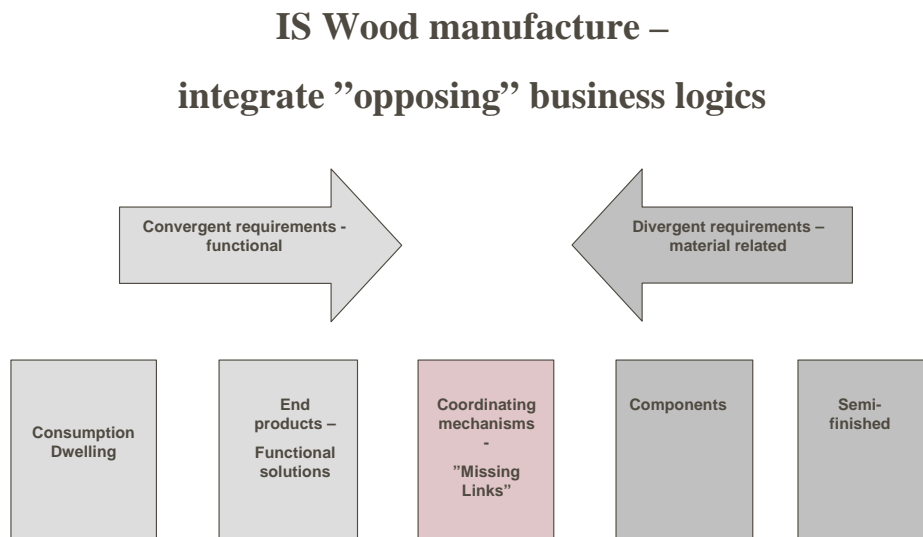 IS Wood manufacture –
integrate ”opposing” business logics
Convergent requirements -
functional
Divergent requirements –
material related
Consumption
Dwelling
End
products –
Functional
solutions
Coordinating
mechanisms
-
”Missing
Links”
Components
Semi-
finished